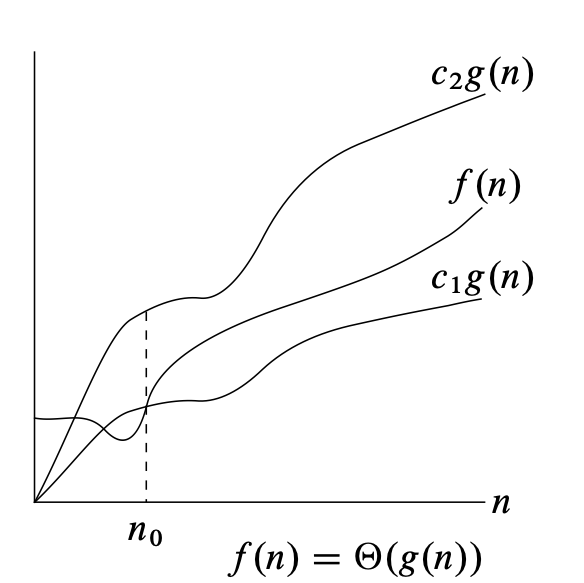 c₂g(n)
f(n)
c₁g(n)
n
n₀
f(n) = Θ(g(n))